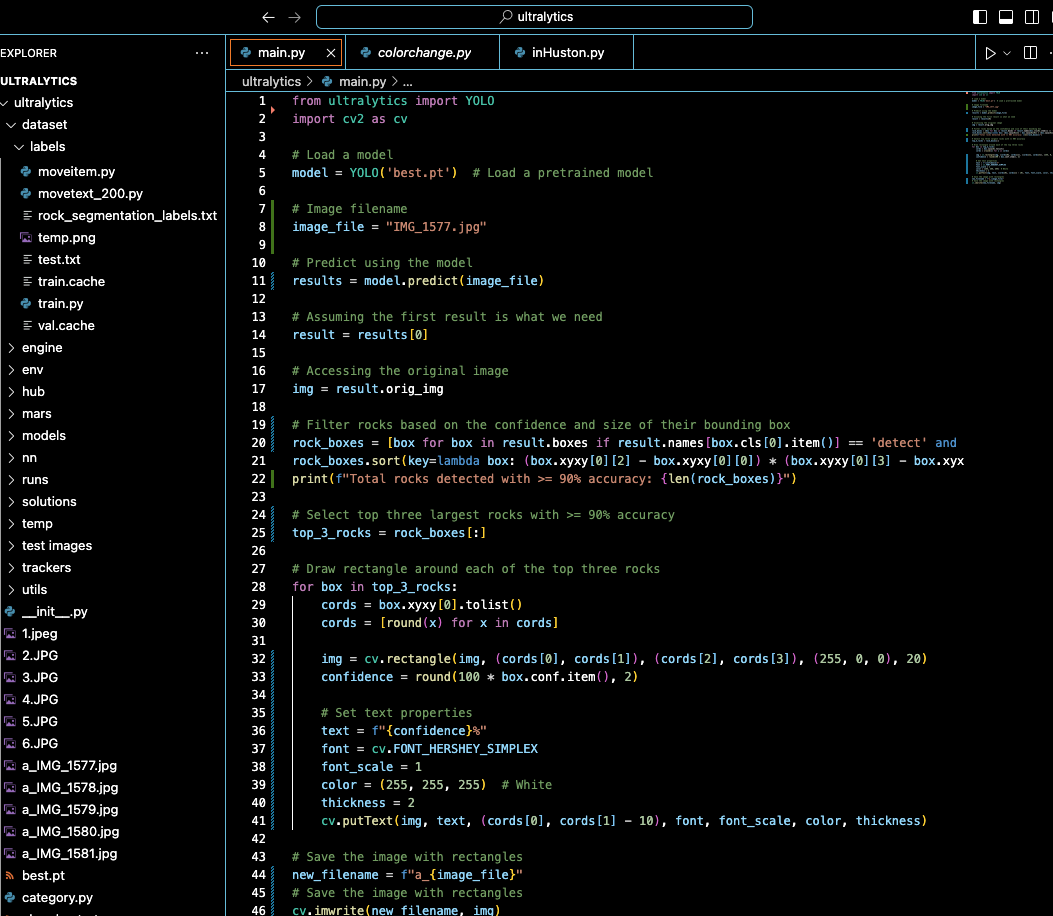 ultralytics
EXPLORER ...
main.py
colorchange.py
inHuston.py
ULTRALYTICS
ultralytics
dataset
labels
moveitem.py
movetext_200.py
rock_segmentation_labels.txt
temp.png
test.txt
train.cache
train.py
val.cache
engine
env
hub
mars
models
nn
runs
solutions
temp
test images
trackers
utils
__init__.py
1.jpeg
2.JPG
3.JPG
4.JPG
5.JPG
6.JPG
a_IMG_1577.jpg
a_IMG_1578.jpg
a_IMG_1579.jpg
a_IMG_1580.jpg
a_IMG_1581.jpg
best.pt
category.py
ultralytics > main.py > ...
1 from ultralytics import YOLO
2 import cv2 as cv
3
4 # Load a model
5 model = YOLO('best.pt')  # Load a pretrained model
6
7 # Image filename
8 image_file = "IMG_1577.jpg"
9
10 # Predict using the model
11 results = model.predict(image_file)
12
13 # Assuming the first result is what we need
14 result = results[0]
15
16 # Accessing the original image
17 img = result.orig_img
18
19 # Filter rocks based on the confidence and size of their bounding box
20 rock_boxes = [box for box in result.boxes if result.names[box.cls[0].item()] == 'detect' and
21 rock_boxes.sort(key=lambda box: (box.xyxy[0][2] - box.xyxy[0][0]) * (box.xyxy[0][3] - box.xyx
22 print(f"Total rocks detected with >= 90% accuracy: {len(rock_boxes)}")
23
24 # Select top three largest rocks with >= 90% accuracy
25 top_3_rocks = rock_boxes[:]
26
27 # Draw rectangle around each of the top three rocks
28 for box in top_3_rocks:
29     cords = box.xyxy[0].tolist()
30     cords = [round(x) for x in cords]
31
32     img = cv.rectangle(img, (cords[0], cords[1]), (cords[2], cords[3]), (255, 0, 0), 20)
33     confidence = round(100 * box.conf.item(), 2)
34
35     # Set text properties
36     text = f"{confidence}%"
37     font = cv.FONT_HERSHEY_SIMPLEX
38     font_scale = 1
39     color = (255, 255, 255)  # White
40     thickness = 2
41     cv.putText(img, text, (cords[0], cords[1] - 10), font, font_scale, color, thickness)
42
43 # Save the image with rectangles
44 new_filename = f"a_{image_file}"
45 # Save the image with rectangles
46 cv.imwrite(new_filename, img)